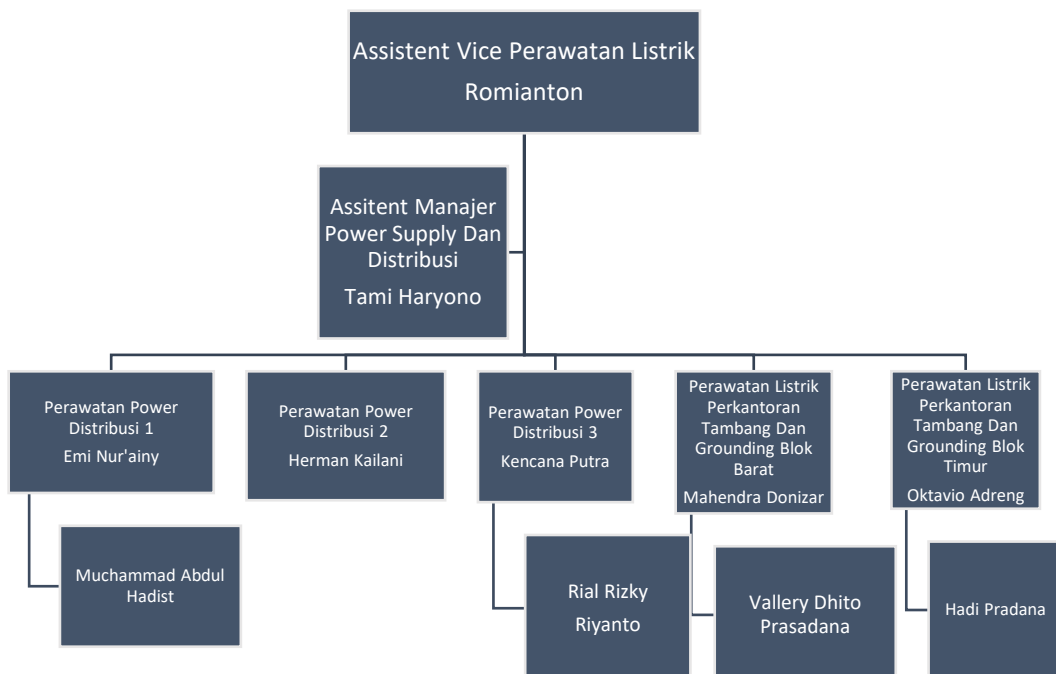 Assistent Vice Perawatan Listrik
Romianton
Assitent Manajer
Power Supply Dan
Distribusi
Tami Haryono
Perawatan Power
Distribusi 1
Emi Nur'ainy
Perawatan Power
Distribusi 2
Herman Kailani
Perawatan Power
Distribusi 3
Kencana Putra
Perawatan Listrik
Perkantoran
Tambang Dan
Grounding Blok
Barat
Mahendra Donizar
Perawatan Listrik
Perkantoran
Tambang Dan
Grounding Blok
Timur
Oktavio Adreng
Muchammad Abdul
Hadist
Rial Rizky
Riyanto
Vallery Dhito
Prasadana
Hadi Pradana